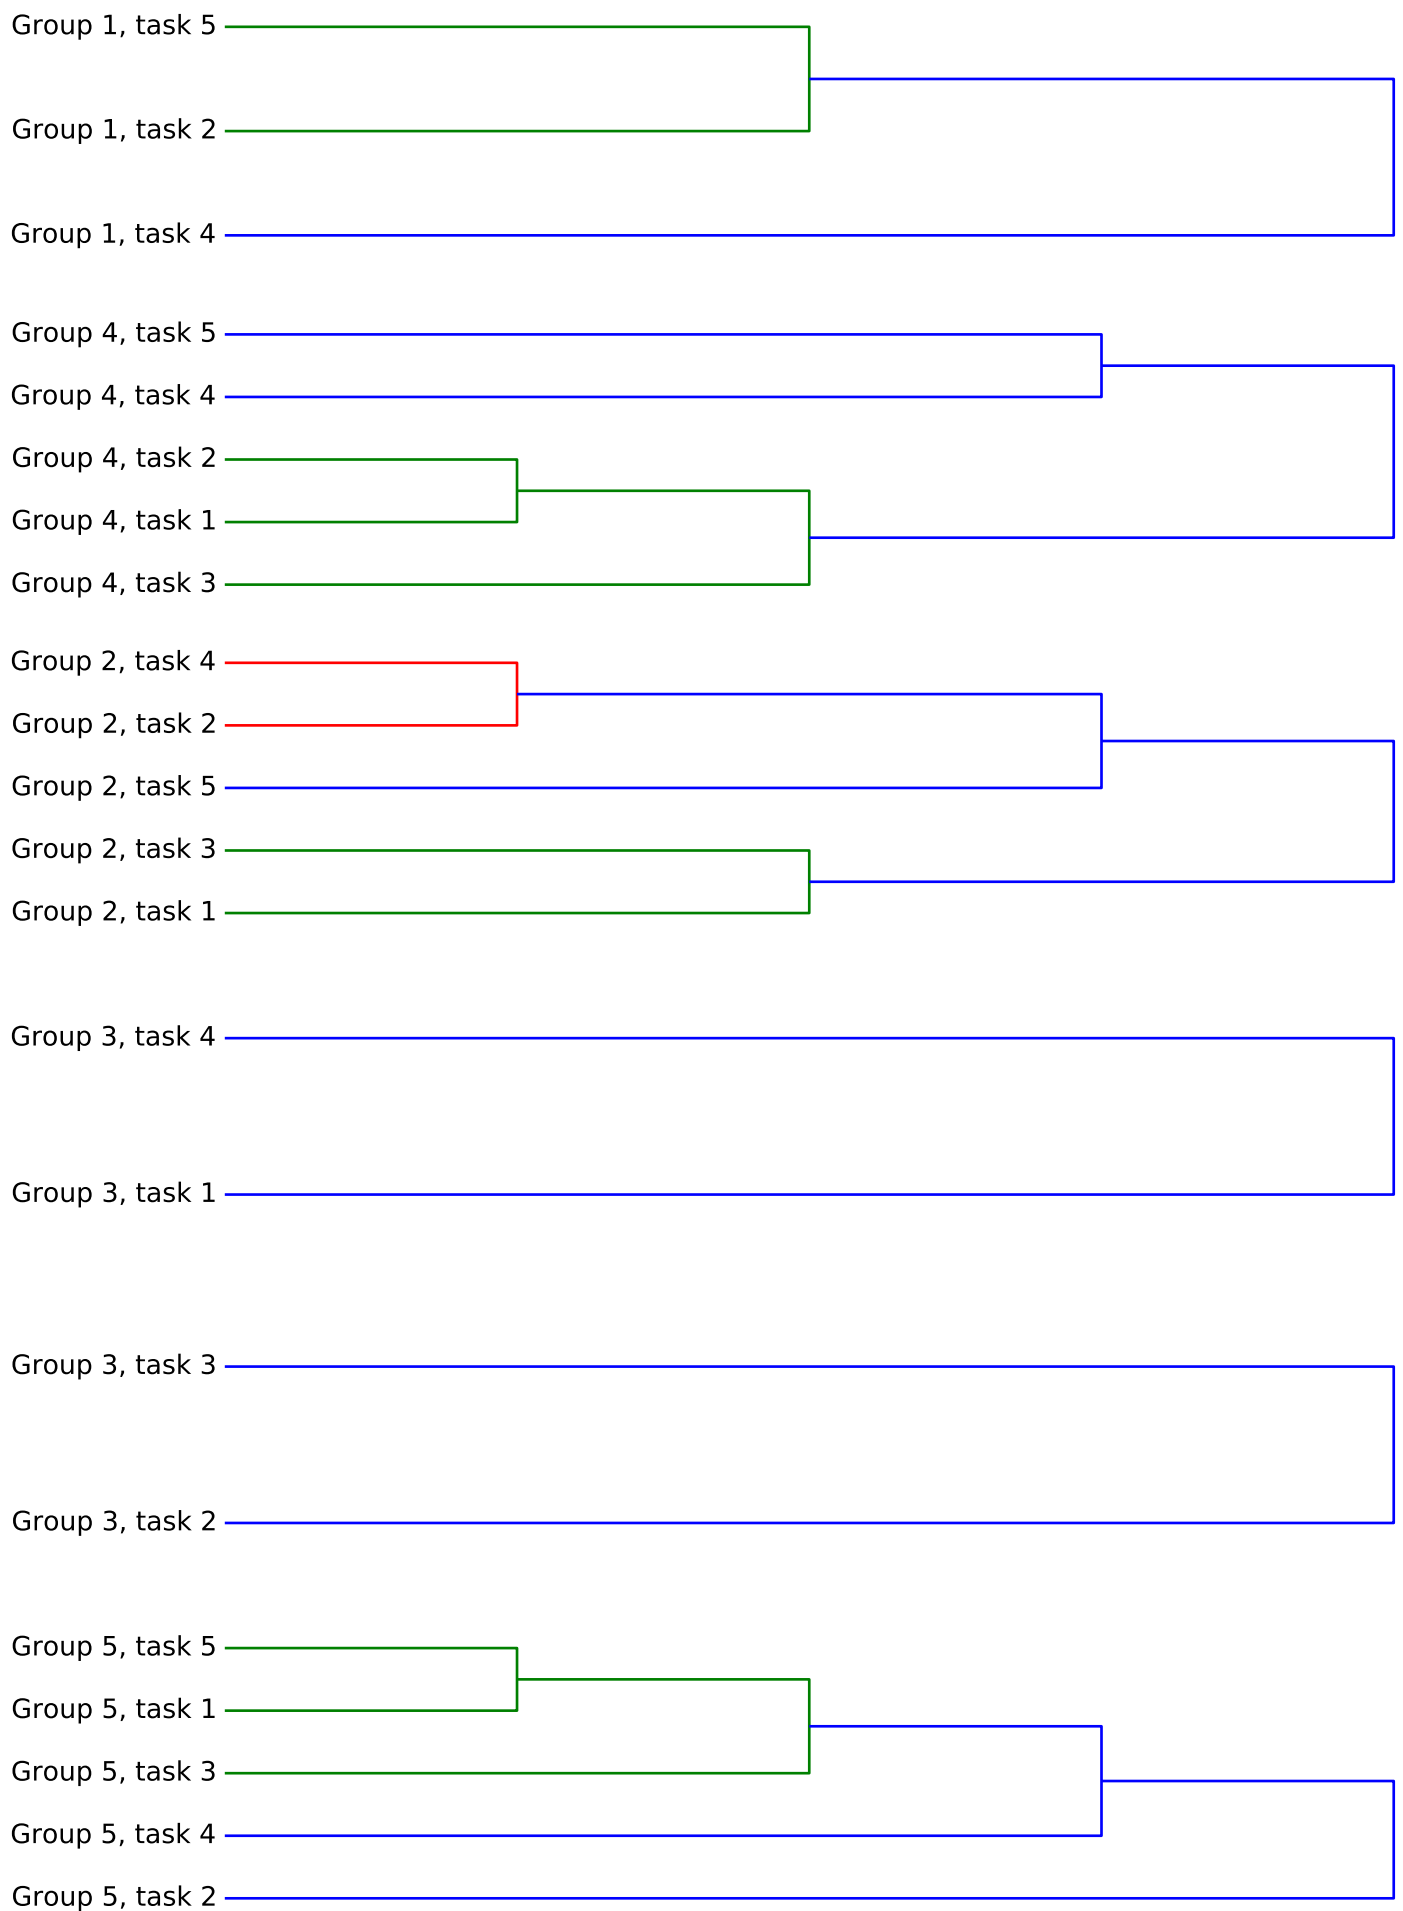 Group 1, task 5
Group 1, task 2
Group 1, task 4
Group 4, task 5
Group 4, task 4
Group 4, task 2
Group 4, task 1
Group 4, task 3
Group 2, task 4
Group 2, task 2
Group 2, task 5
Group 2, task 3
Group 2, task 1
Group 3, task 4
Group 3, task 1
Group 3, task 3
Group 3, task 2
Group 5, task 5
Group 5, task 1
Group 5, task 3
Group 5, task 4
Group 5, task 2